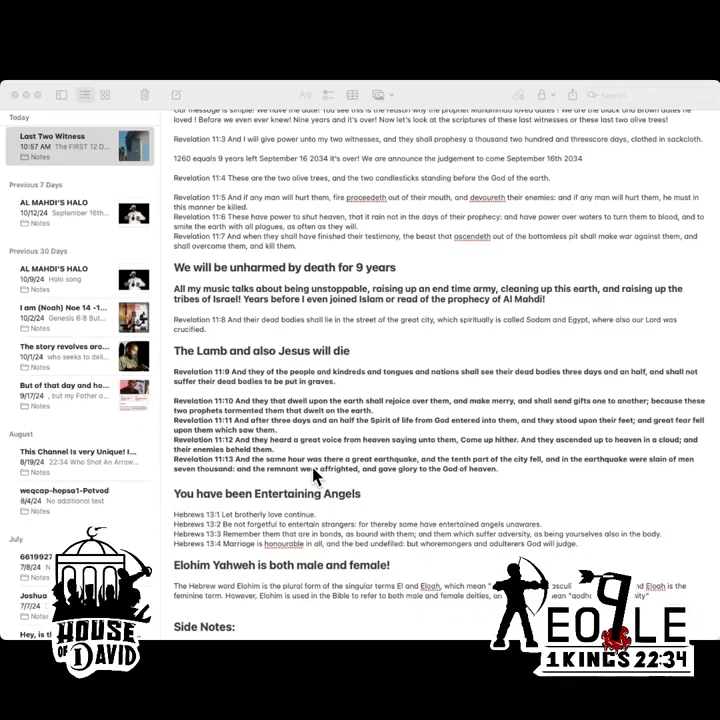 Aa
Search
Today
Last Two Witness
10:57 AM The FIRST 12 D...
Notes
Previous 7 Days
AL MAHDI'S HALO
10/12/24 September 16th...
Notes
Previous 30 Days
AL MAHDI'S HALO
10/9/24 Halo song
Notes
I am (Noah) Noe 14 -1...
10/2/24 Genesis 6:8 But...
Notes
The story revolves aro...
10/1/24 who seeks to deli...
Notes
But of that day and ho...
9/17/24 , but my Father o...
Notes
August
This Channel Is very Unique! I...
8/19/24 22:34 Who Shot An Arrow...
Notes
weqcap-hopsa1-Potvod
8/4/24 No additional text
Notes
July
6619927
7/8/
Joshua
7/7/24
Notes
Hey, is th
Our message is simple! We have the date! You see this is the reason why the prophet Muhammad loved dates ! We are the black and Brown dates he
loved ! Before we even ever knew! Nine years and it's over! Now let's look at the scriptures of these last witnesses or these last two olive trees!
Revelation 11:3 And I will give power unto my two witnesses, and they shall prophesy a thousand two hundred and threescore days, clothed in sackcloth.
1260 equals 9 years left September 16 2034 it's over! We are announce the judgement to come September 16th 2034
Revelation 11:4 These are the two olive trees, and the two candlesticks standing before the God of the earth.
Revelation 11:5 And if any man will hurt them, fire proceedeth out of their mouth, and devoureth their enemies: and if any man will hurt them, he must in
this manner be killed.
Revelation 11:6 These have power to shut heaven, that it rain not in the days of their prophecy: and have power over waters to turn them to blood, and to
smite the earth with all plagues, as often as they will.
Revelation 11:7 And when they shall have finished their testimony, the beast that ascendeth out of the bottomless pit shall make war against them, and
shall overcome them, and kill them.
We will be unharmed by death for 9 years
All my music talks about being unstoppable, raising up an end time army, cleaning up this earth, and raising up the
tribes of Israel! Years before I even joined Islam or read of the prophecy of Al Mahdi!
Revelation 11:8 And their dead bodies shall lie in the street of the great city, which spiritually is called Sodom and Egypt, where also our Lord was
crucified.
The Lamb and also Jesus will die
Revelation 11:9 And they of the people and kindreds and tongues and nations shall see their dead bodies three days and an half, and shall not
suffer their dead bodies to be put in graves.
Revelation 11:10 And they that dwell upon the earth shall rejoice over them, and make merry, and shall send gifts one to another; because these
two prophets tormented them that dwelt on the earth.
Revelation 11:11 And after three days and an half the Spirit of life from God entered into them, and they stood upon their feet; and great fear fell
upon them which saw them.
Revelation 11:12 And they heard a great voice from heaven saying unto them, Come up hither. And they ascended up to heaven in a cloud; and
their enemies beheld them.
Revelation 11:13 And the same hour was there a great earthquake, and the tenth part of the city fell, and in the earthquake were slain of men
seven thousand: and the remnant were affrighted, and gave glory to the God of heaven.
You have been Entertaining Angels
Hebrews 13:1 Let brotherly love continue.
Hebrews 13:2 Be not forgetful to entertain strangers: for thereby some have entertained angels unawares.
Hebrews 13:3 Remember them that are in bonds, as bound with them; and them which suffer adversity, as being yourselves also in the body.
Hebrews 13:4 Marriage is honourable in all, and the bed undefiled: but whoremongers and adulterers God will judge.
Elohim Yahweh is both male and female!
The Hebrew word Elohim is the plural form of the singular terms El and Eloah, which mean " ascul and Eloah is the
feminine term. However, Elohim is used in the Bible to refer to both male and female deities, an
Side Notes:
HOUSE
OF DAVID
EOPLE
1 KINGS 22:34